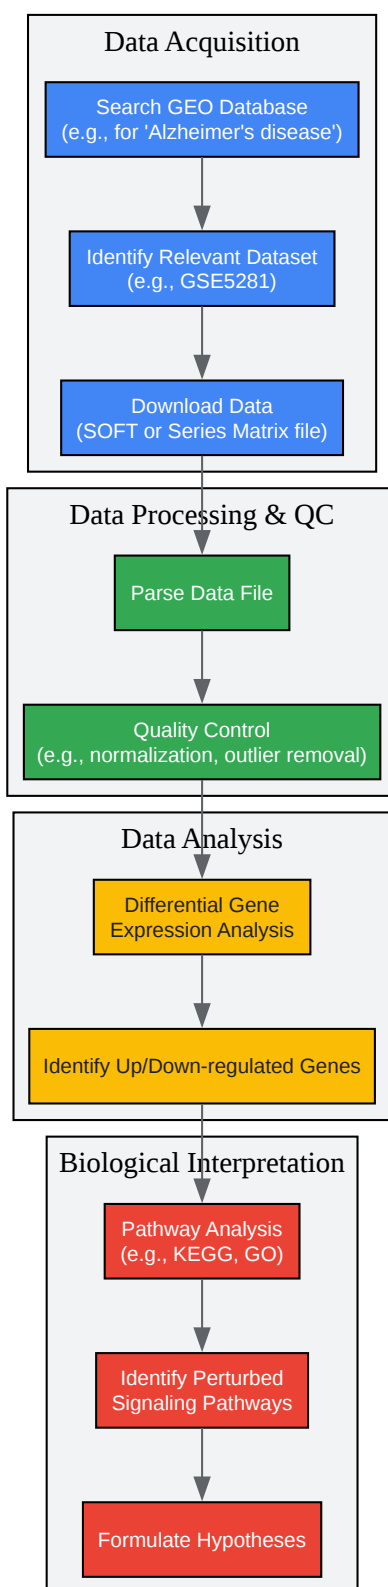 Data Acquisition
Search GEO Database
(e.g., for 'Alzheimer's disease')
Identify Relevant Dataset
(e.g., GSE5281)
Download Data
(SOFT or Series Matrix file)
Data Processing & QC
Parse Data File
Quality Control
(e.g., normalization, outlier removal)
Data Analysis
Differential Gene
Expression Analysis
Identify Up/Down-regulated Genes
Biological Interpretation
Pathway Analysis
(e.g., KEGG, GO)
Identify Perturbed
Signaling Pathways
Formulate Hypotheses